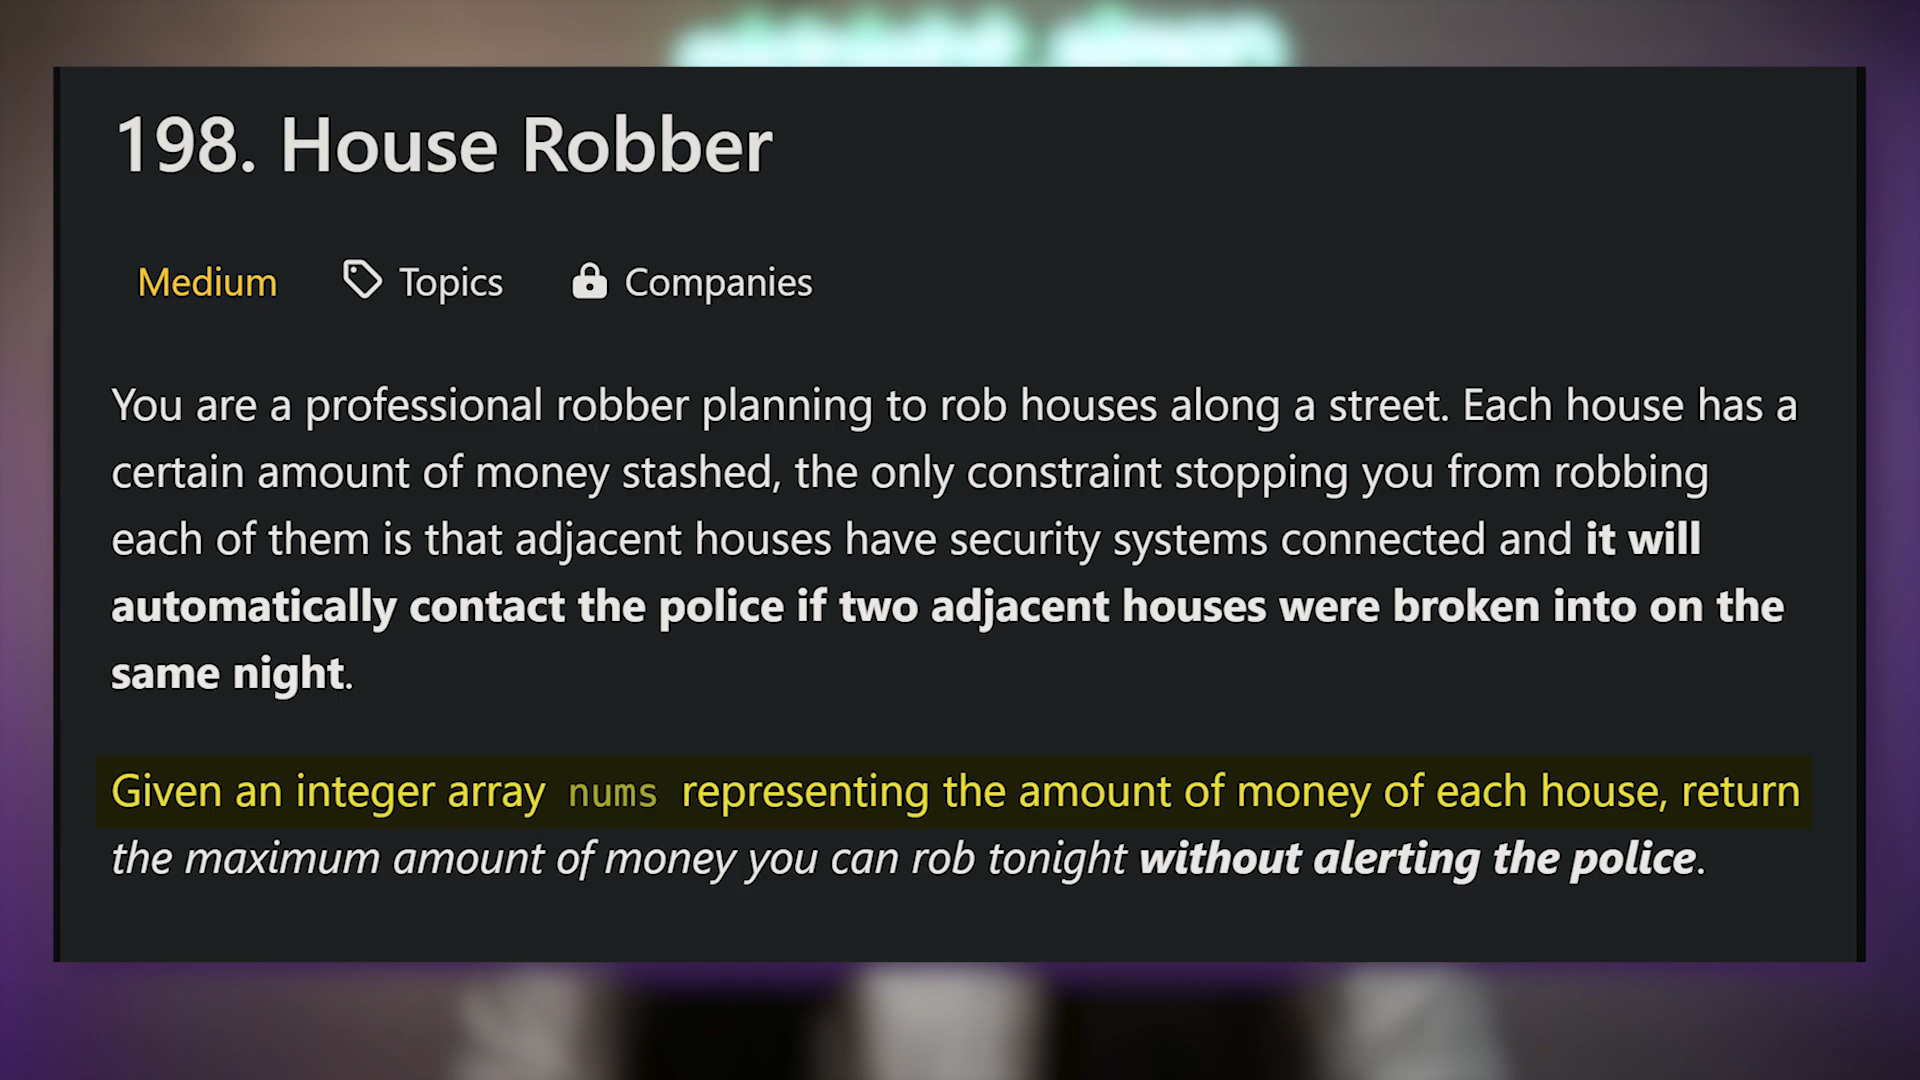 198. House Robber
Medium Topics Companies
You are a professional robber planning to rob houses along a street. Each house has a
certain amount of money stashed, the only constraint stopping you from robbing
each of them is that adjacent houses have security systems connected and it will
automatically contact the police if two adjacent houses were broken into on the
same night.
Given an integer array nums representing the amount of money of each house, return
the maximum amount of money you can rob tonight without alerting the police.